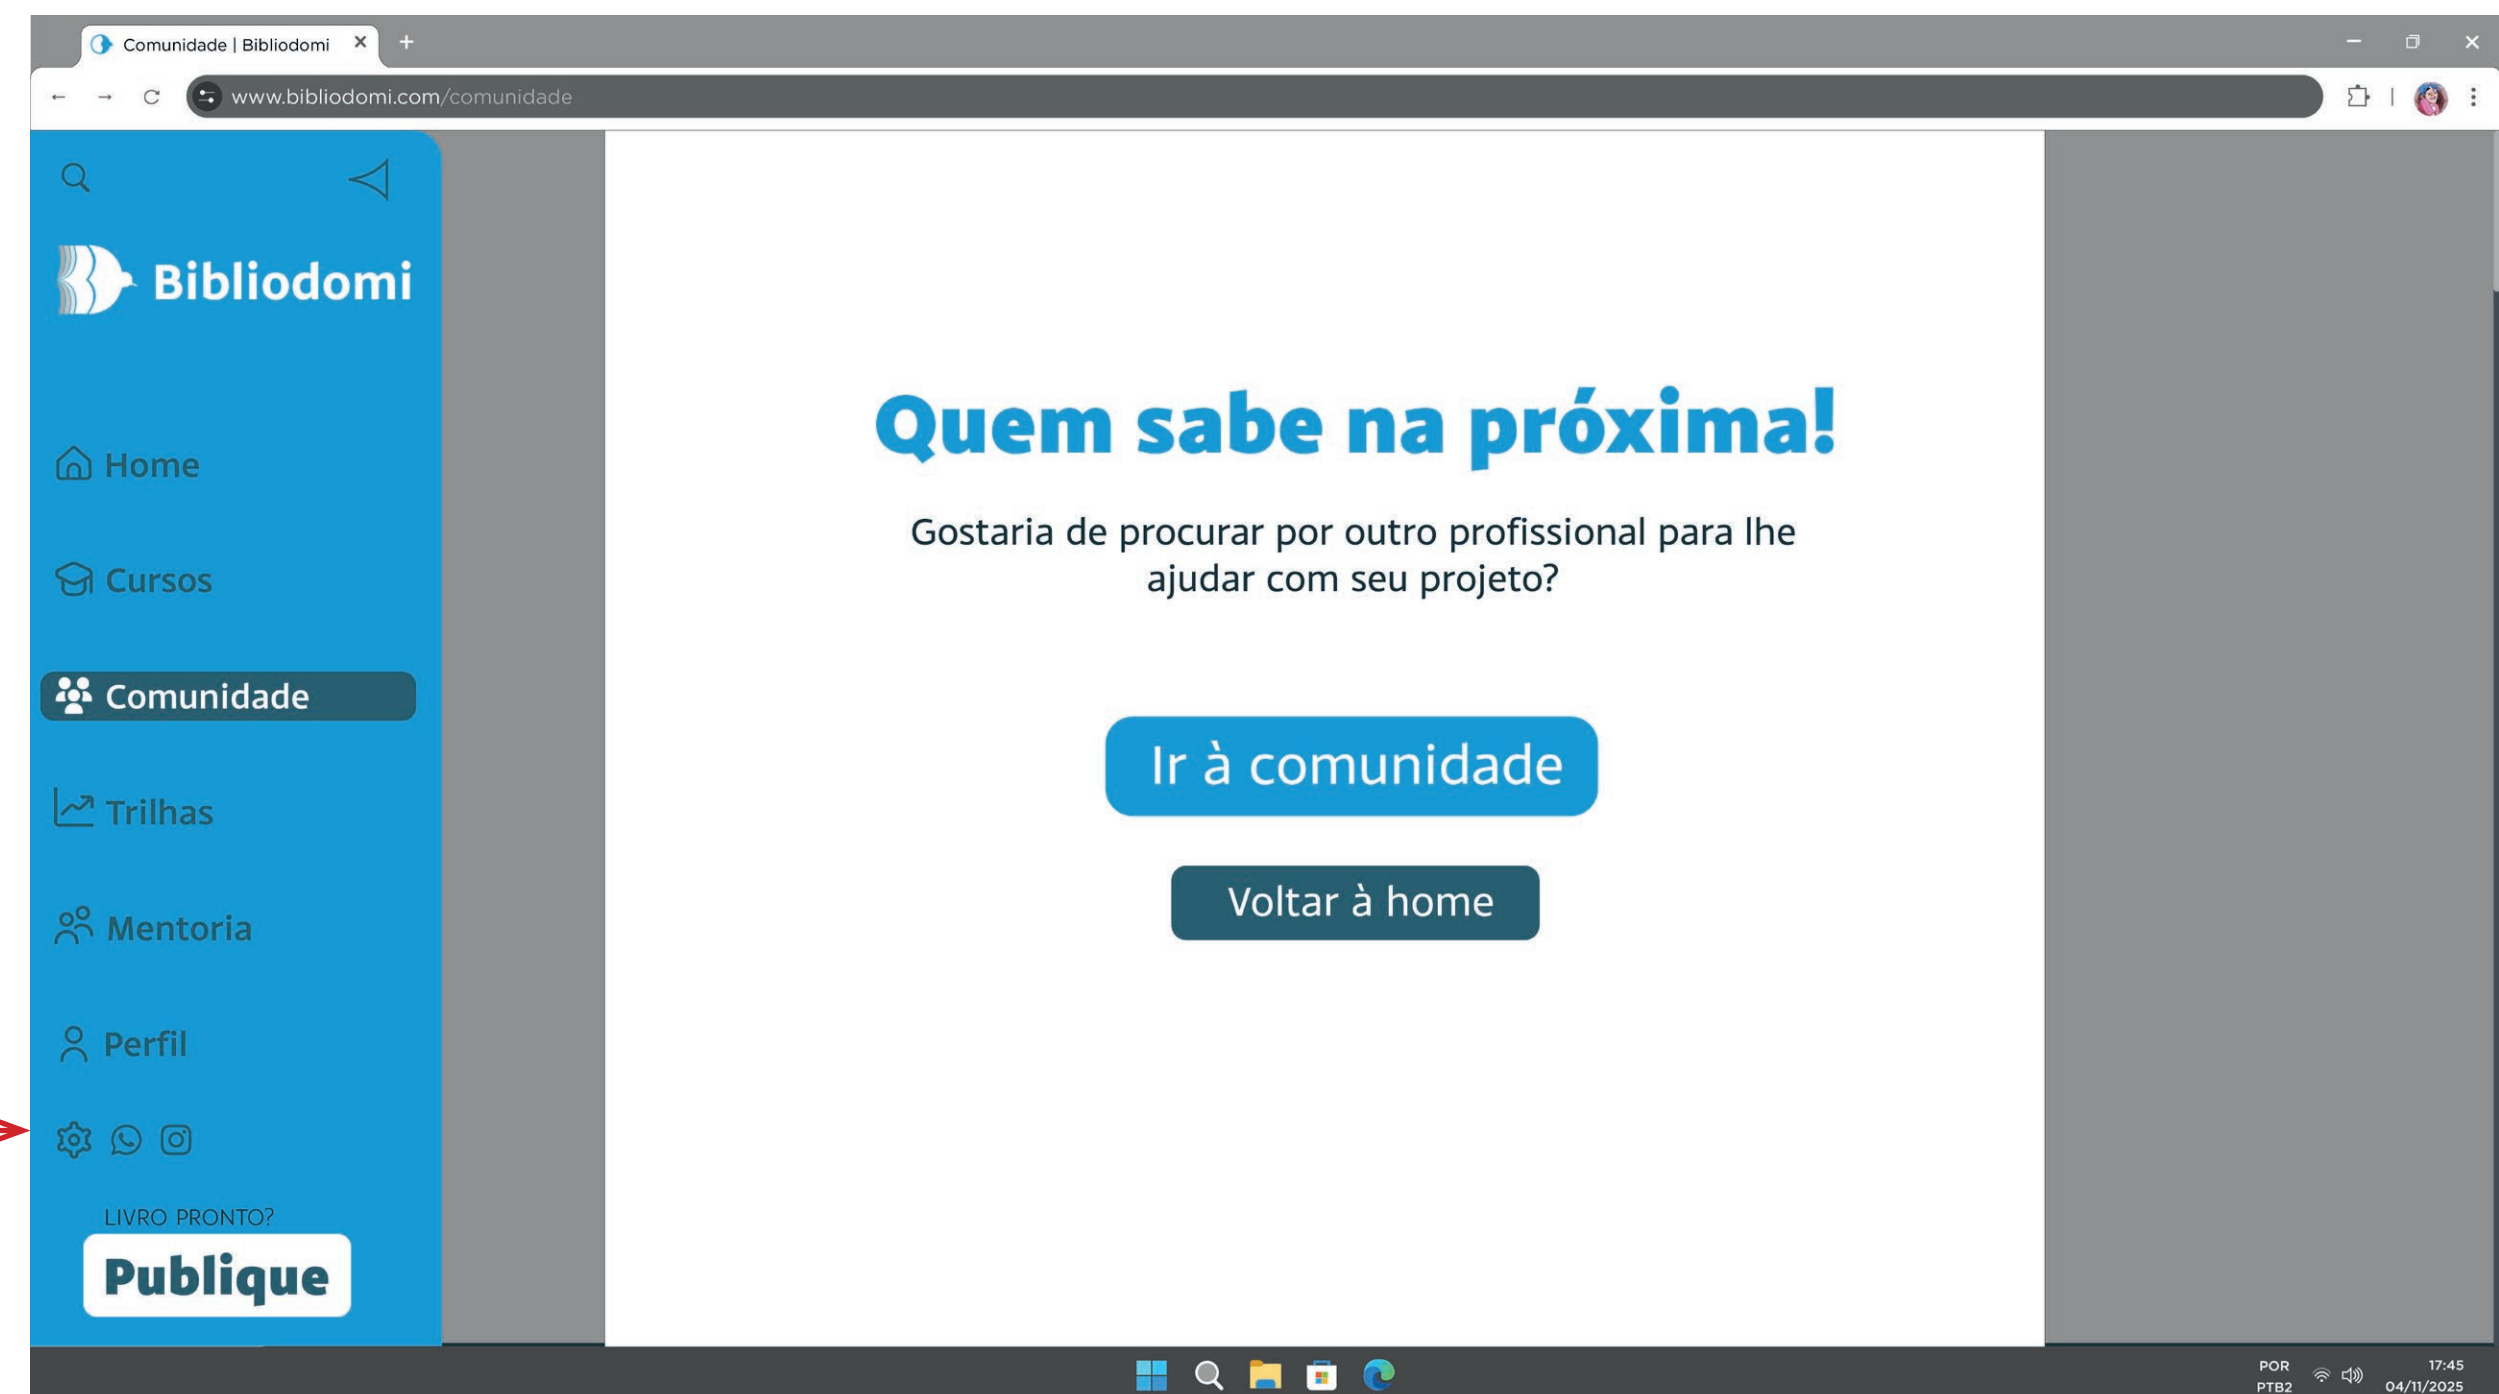 Comunidade | Bibliodomi
www.bibliodomi.com/comunidade
Bibliodomi
Home
Cursos
Comunidade
Trilhas
Mentoria
Perfil
LIVRO PRONTO?
Publique
Quem sabe na próxima!
Gostaria de procurar por outro profissional para lhe
ajudar com seu projeto?
Ir à comunidade
Voltar à home
POR
PTB2
17:45
04/11/2025